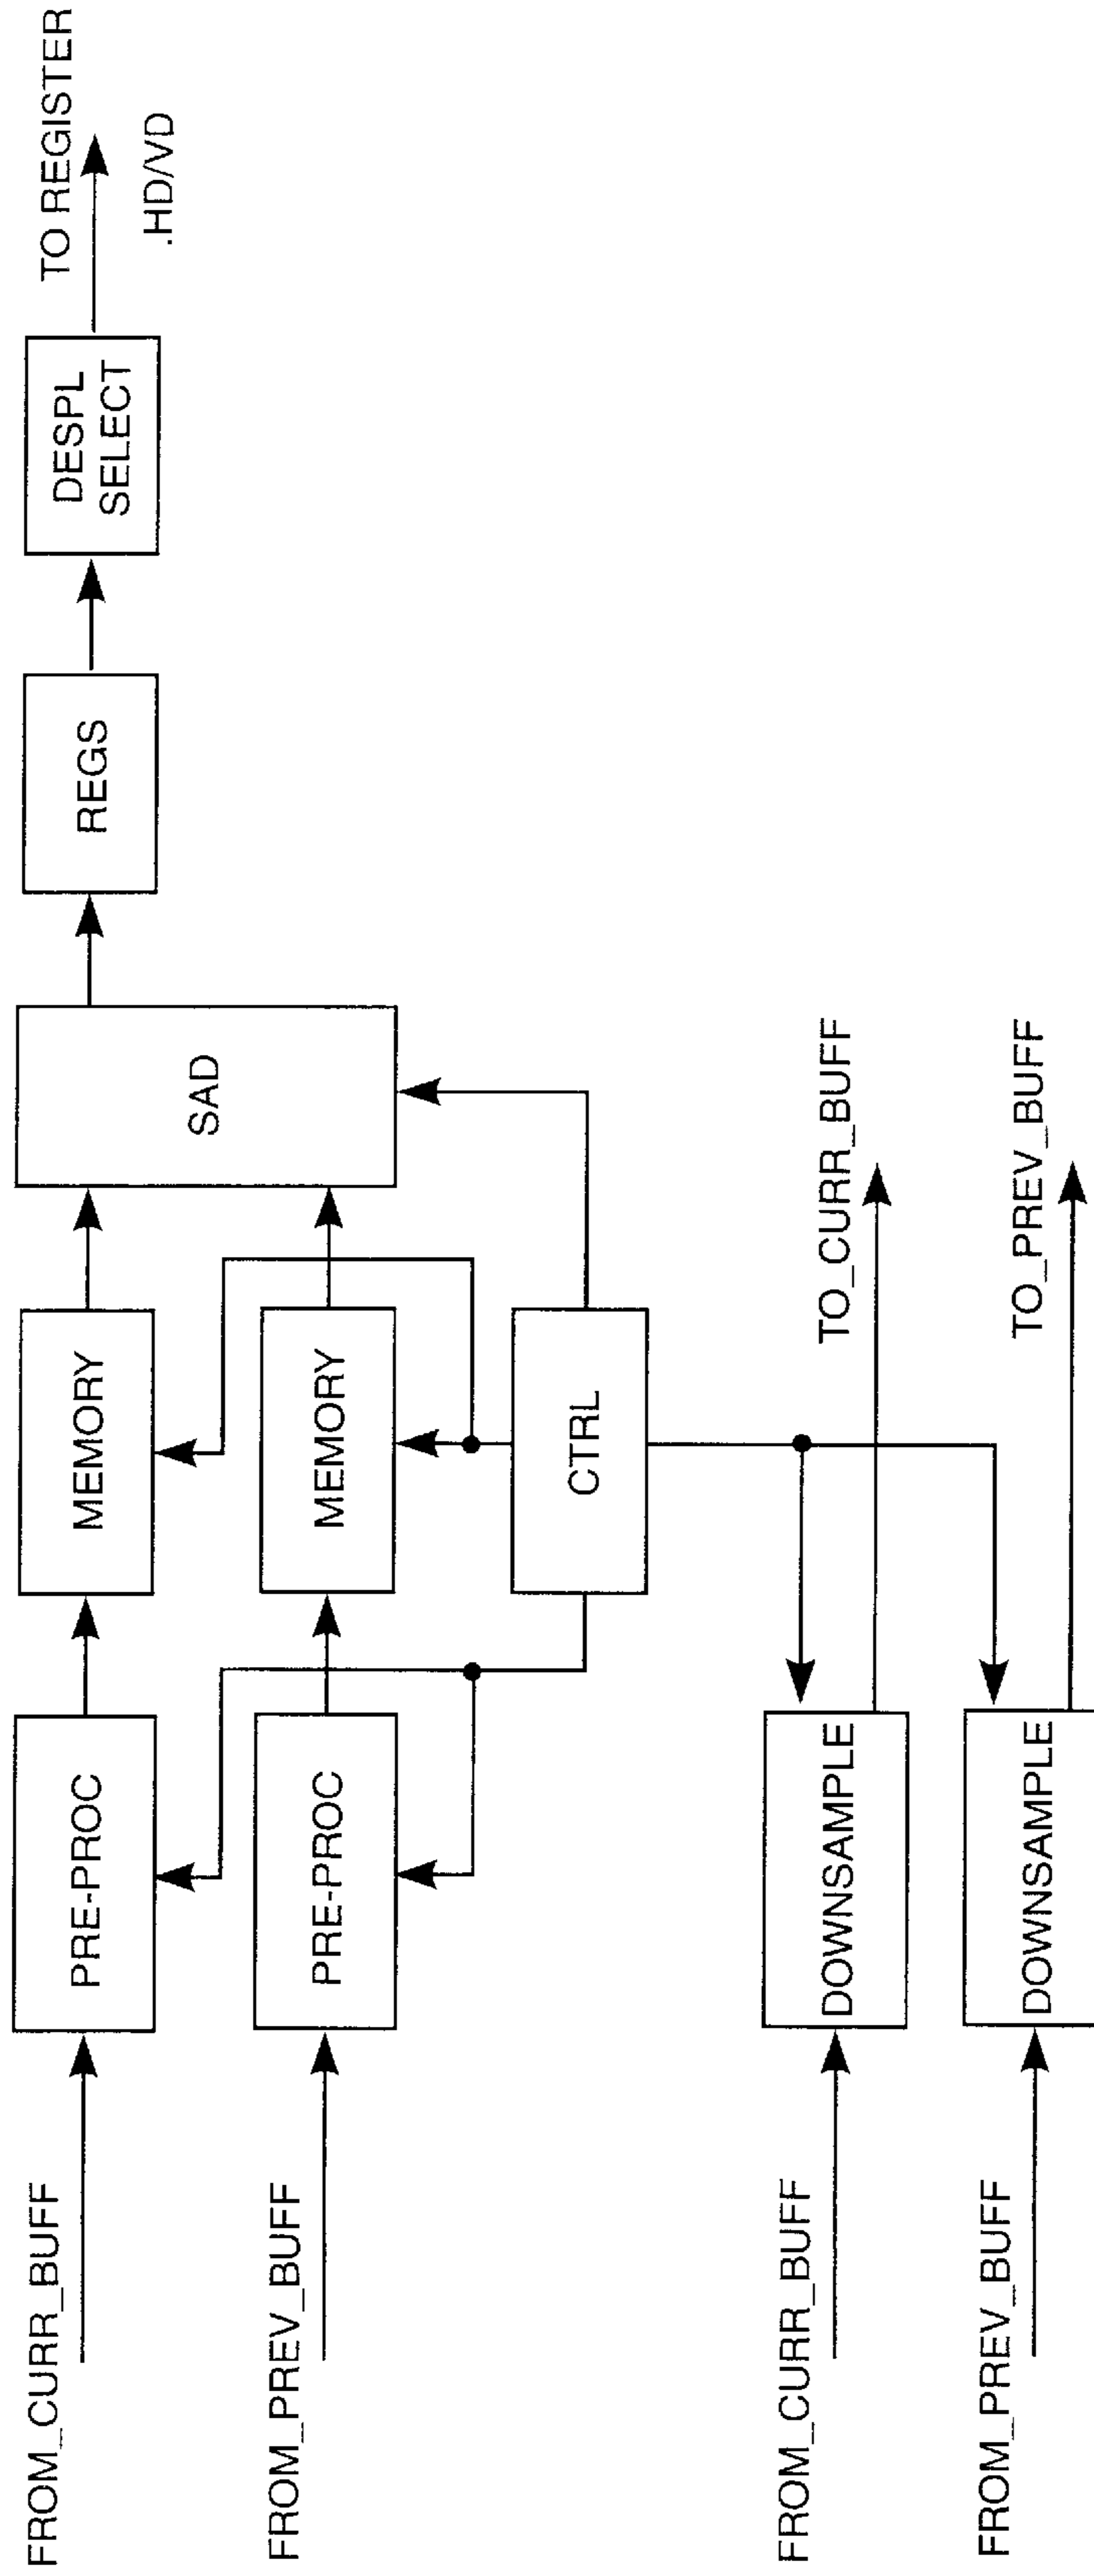 FROM_CURR_BUFF
PRE-PROC
MEMORY
SAD
REGS
DESPL
SELECT
TO REGISTER
.HD/VD
FROM_PREV_BUFF
PRE-PROC
MEMORY
CTRL
FROM_CURR_BUFF
DOWNSAMPLE
TO_CURR_BUFF
FROM_PREV_BUFF
DOWNSAMPLE
TO_PREV_BUFF